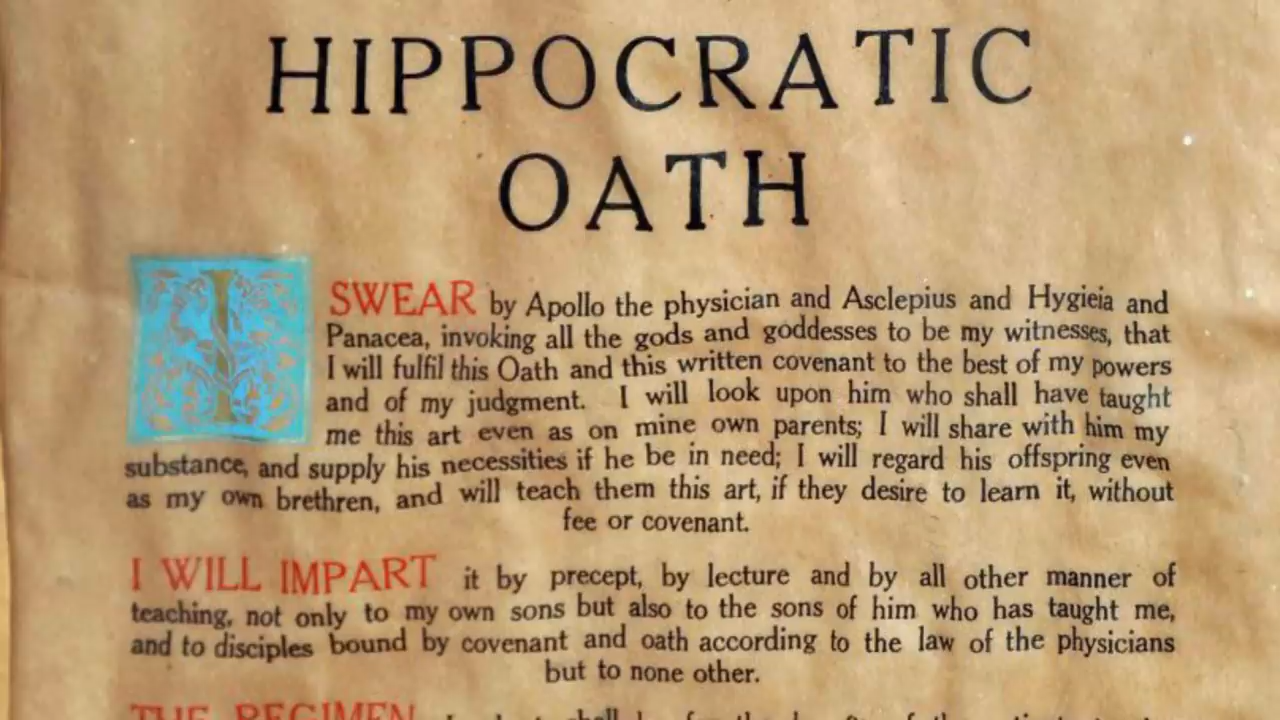 HIPPOCRATIC
OATH
I SWEAR by Apollo the physician and Asclepius and Hygieia and
Panacea, invoking all the gods and goddesses to be my witnesses, that
I will fulfil this Oath and this written covenant to the best of my powers
and of my judgment. I will look upon him who shall have taught
me this art even as on mine own parents; I will share with him my
substance, and supply his necessities if he be in need; I will regard his offspring even
as my own brethren, and will teach them this art, if they desire to learn it, without
fee or covenant.
I WILL IMPART it by precept, by lecture and by all other manner of
teaching, not only to my own sons but also to the sons of him who has taught me,
and to disciples bound by covenant and oath according to the law of the physicians
but to none other.
THE REGIMEN